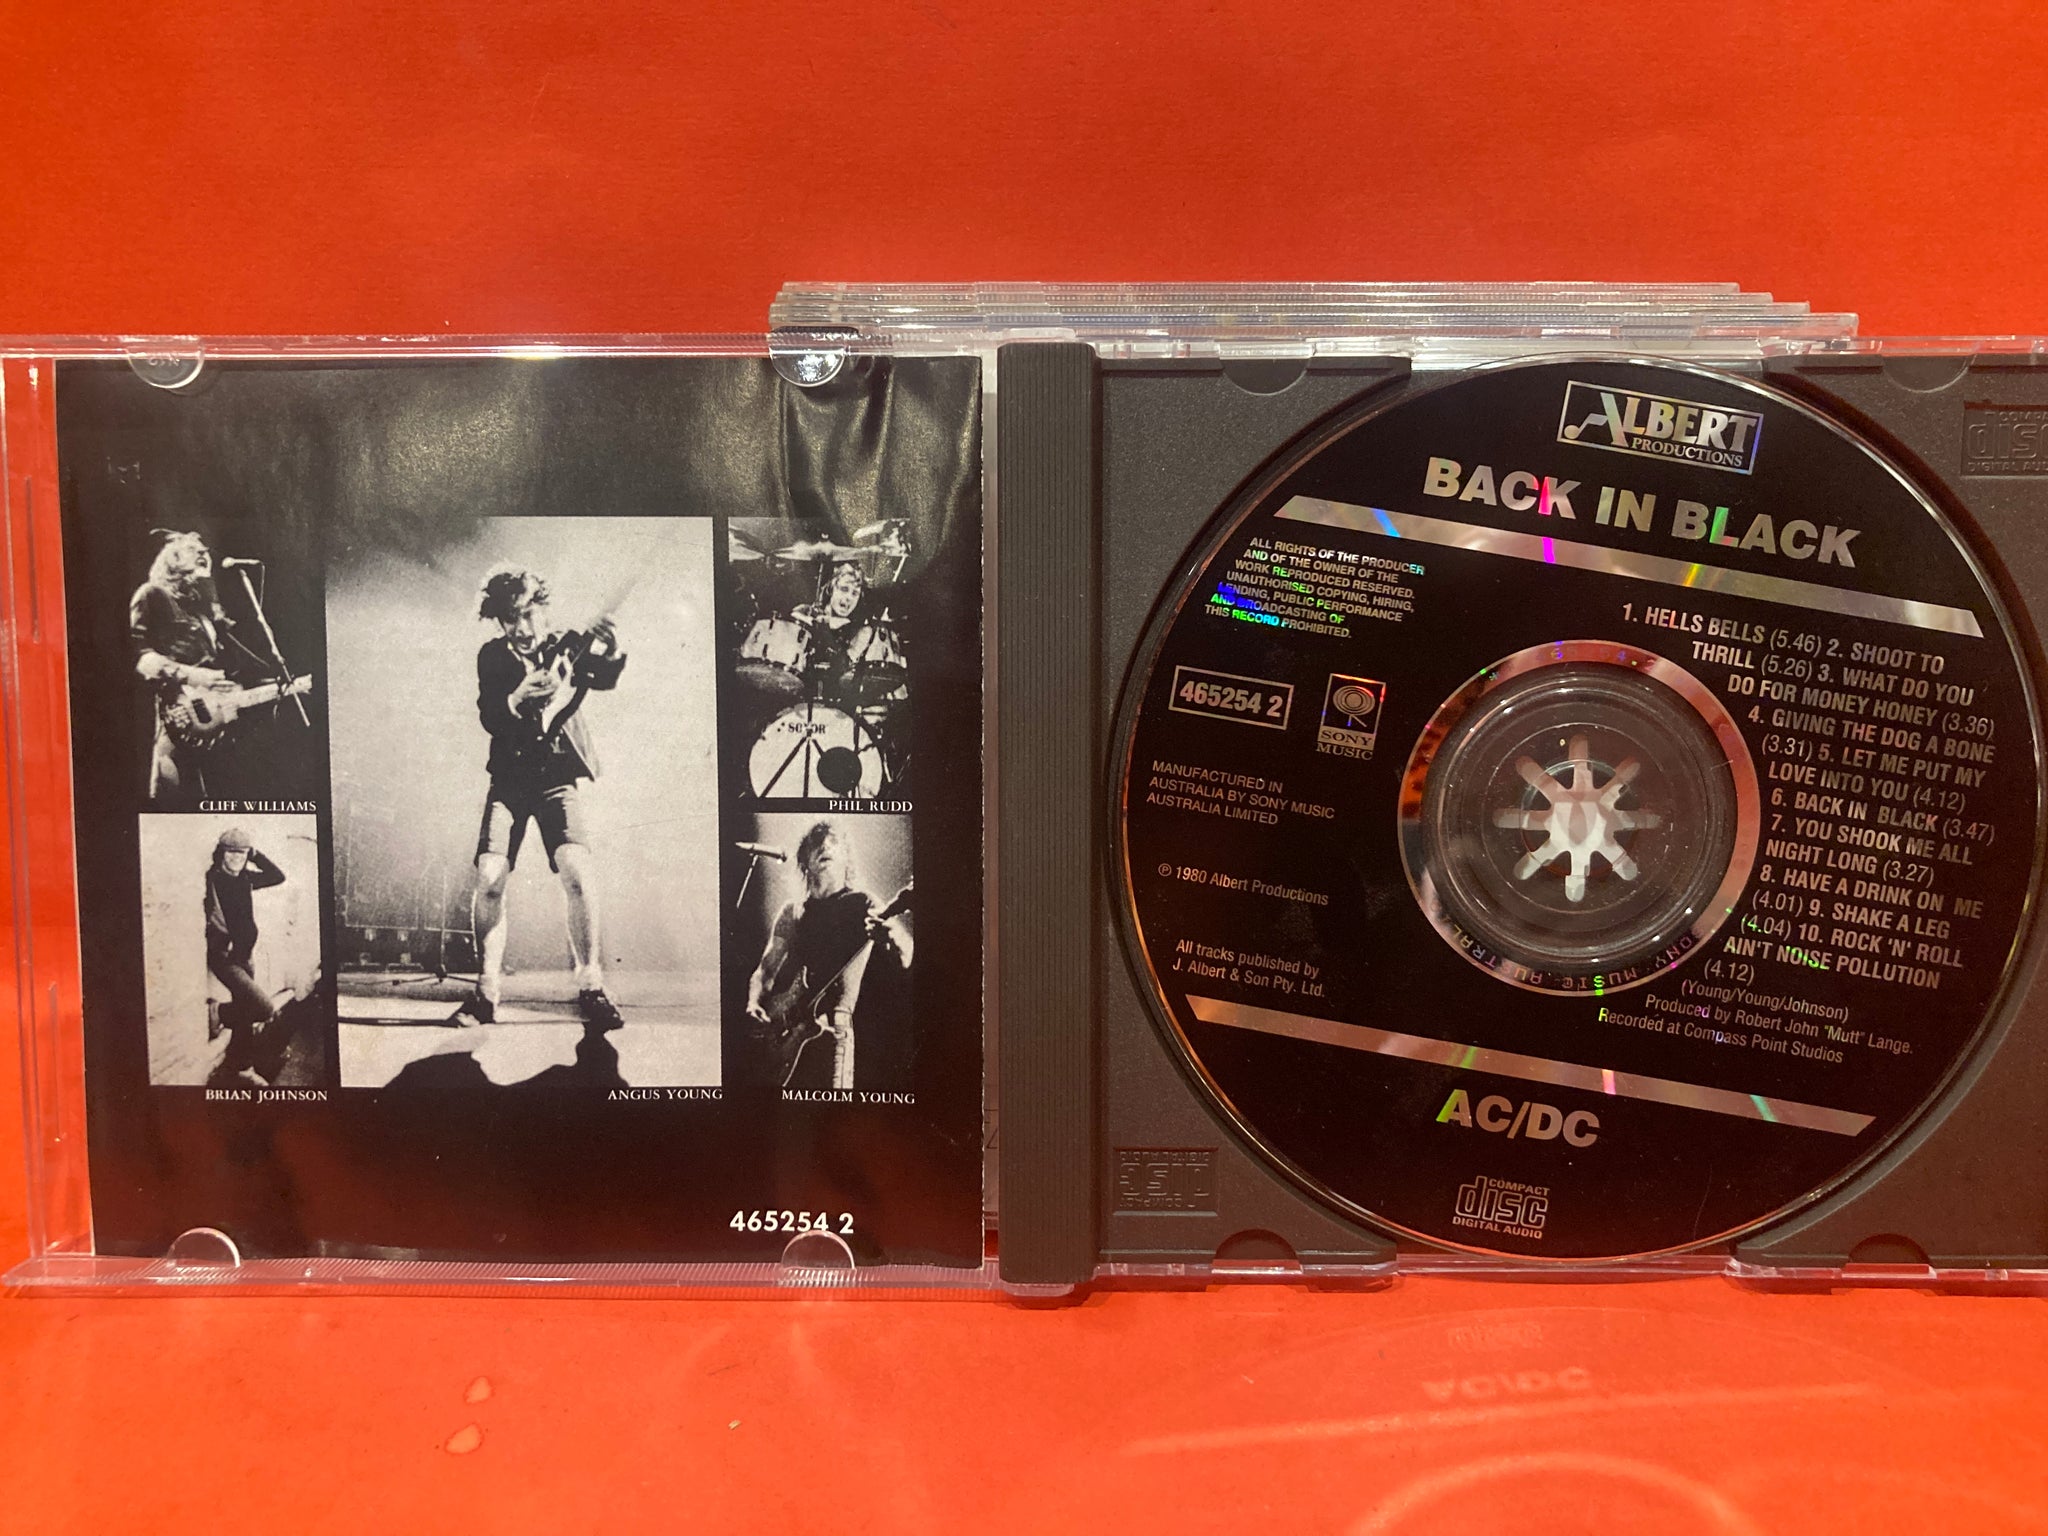 SONOR
CLIFF WILLIAMS
PHIL RUDD
BRIAN JOHNSON
ANGUS YOUNG
MALCOLM YOUNG
465254 2
ALBERT
PRODUCTIONS
BACK IN BLACK
ALL RIGHTS OF THE PRODUCER
AND OF THE OWNER OF THE
WORK REPRODUCED RESERVED.
UNAUTHORISED COPYING, HIRING,
LENDING, PUBLIC PERFORMANCE
AND BROADCASTING OF
THIS RECORD PROHIBITED.
465254 2
SONY
MUSIC
MANUFACTURED IN
AUSTRALIA BY SONY MUSIC
AUSTRALIA LIMITED
℗ 1980 Albert Productions
All tracks published by
J. Albert & Son Pty. Ltd.
1. HELLS BELLS (5.46) 2. SHOOT TO
THRILL (5.26) 3. WHAT DO YOU
DO FOR MONEY HONEY (3.36)
4. GIVING THE DOG A BONE
(3.31) 5. LET ME PUT MY
LOVE INTO YOU (4.12)
6. BACK IN BLACK (3.47)
7. YOU SHOOK ME ALL
NIGHT LONG (3.27)
8. HAVE A DRINK ON ME
(4.01) 9. SHAKE A LEG
(4.04) 10. ROCK 'N' ROLL
AIN'T NOISE POLLUTION
(4.12)
(Young/Young/Johnson)
Produced by Robert John "Mutt" Lange.
Recorded at Compass Point Studios
AC/DC
COMPACT
disc
DIGITAL AUDIO
COMPACT
disc
DIGITAL AUDIO